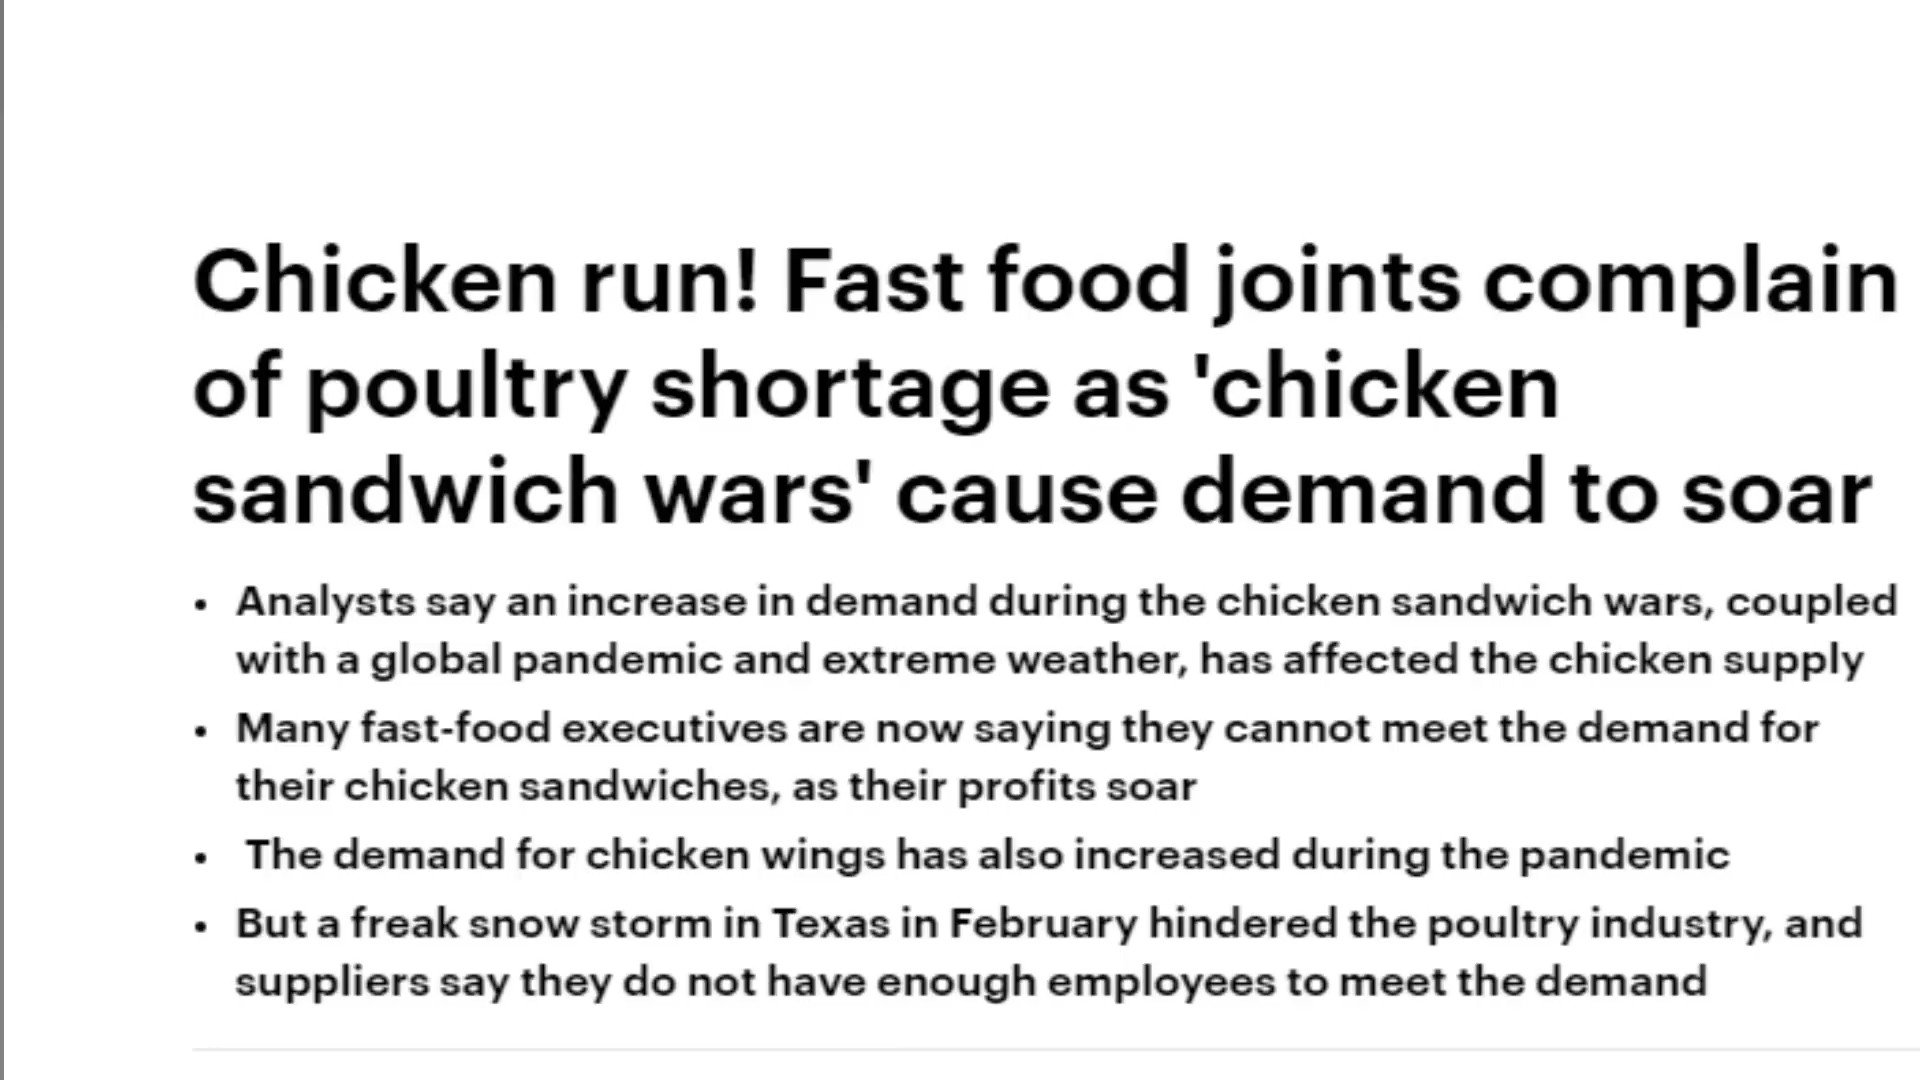 Chicken run! Fast food joints complain
of poultry shortage as 'chicken
sandwich wars' cause demand to soar
• Analysts say an increase in demand during the chicken sandwich wars, coupled
with a global pandemic and extreme weather, has affected the chicken supply
• Many fast-food executives are now saying they cannot meet the demand for
their chicken sandwiches, as their profits soar
• The demand for chicken wings has also increased during the pandemic
• But a freak snow storm in Texas in February hindered the poultry industry, and
suppliers say they do not have enough employees to meet the demand